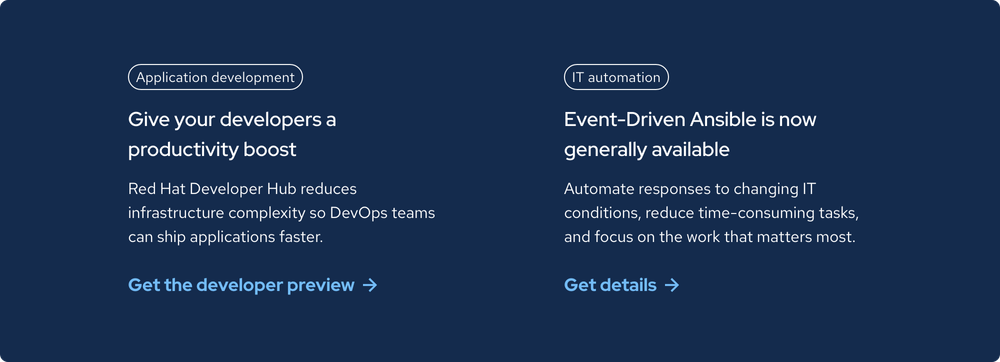 Application development
Give your developers a
productivity boost
Red Hat Developer Hub reduces
infrastructure complexity so DevOps teams
can ship applications faster.
Get the developer preview →
IT automation
Event-Driven Ansible is now
generally available
Automate responses to changing IT
conditions, reduce time-consuming tasks,
and focus on the work that matters most.
Get details →